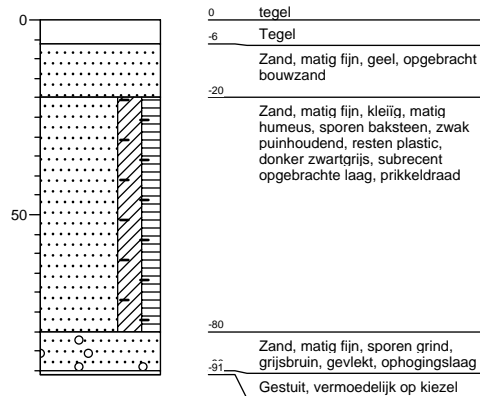 0
tegel
-6
Tegel
Zand, matig fijn, geel, opgebracht
bouwzand
-20
Zand, matig fijn, kleiïg, matig
humeus, sporen baksteen, zwak
puinhoudend, resten plastic,
donker zwartgrijs, subrecent
opgebrachte laag, prikkeldraad
50
-80
Zand, matig fijn, sporen grind,
grijsbruin, gevlekt, ophogingslaag
-91
Gestuit, vermoedelijk op kiezel
0